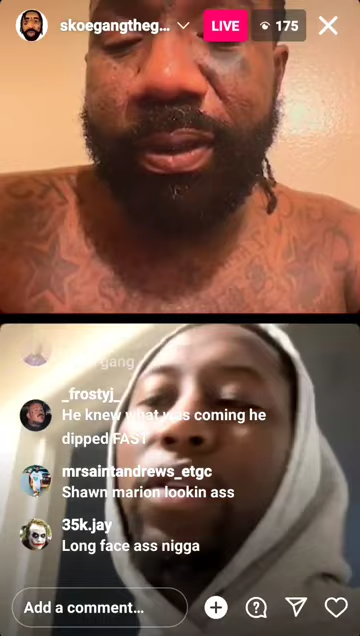 skoegangtheg...
LIVE
175
gang
_frostyj_
He knew what was coming he
dipped FAST
mrsaintandrews_etgc
Shawn marion lookin ass
35k.jay
Long face ass nigga
Add a comment...